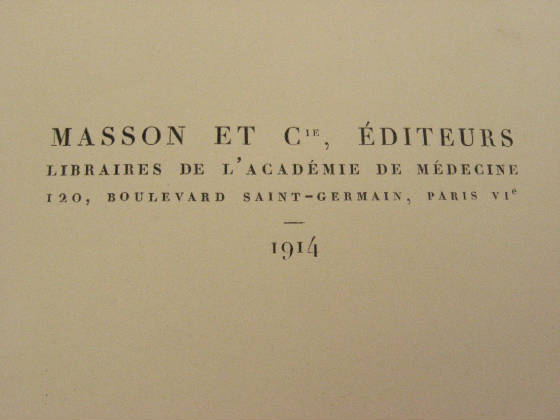 MASSON ET Cᴵᴱ, ÉDITEURS
LIBRAIRES DE L'ACADÉMIE DE MÉDECINE
120, BOULEVARD SAINT-GERMAIN, PARIS VIᵉ
1914